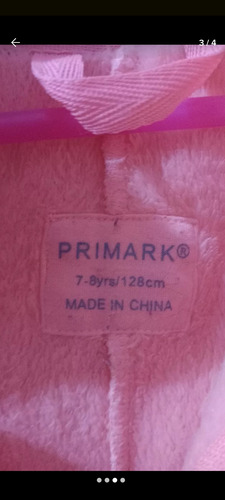 3 / 4
PRIMARK®
7-8yrs/128cm
MADE IN CHINA